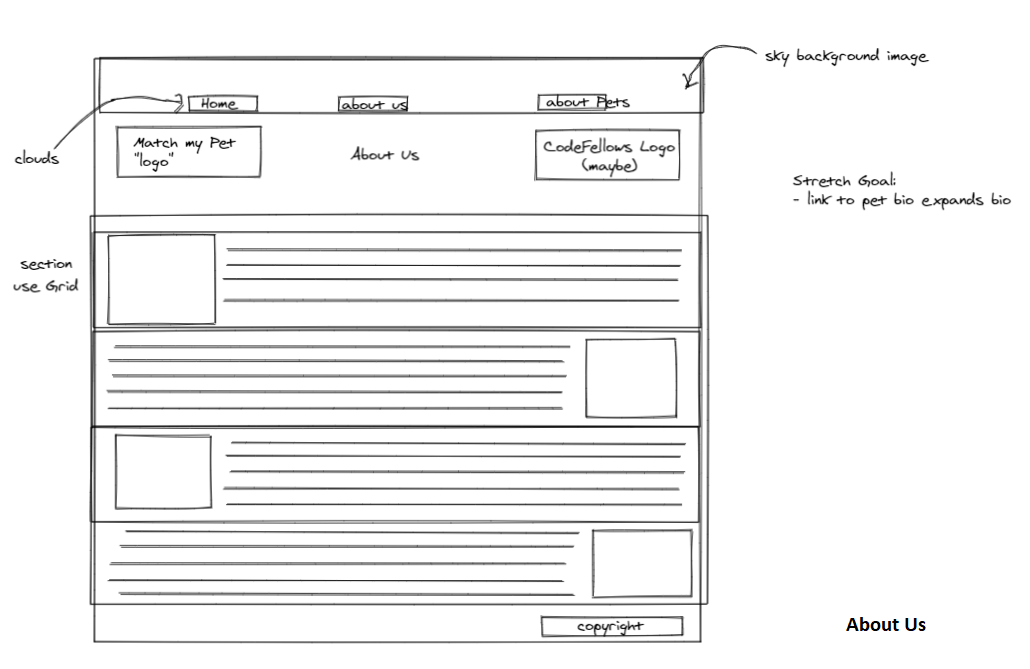 sky background image
Home
about us
about Pets
clouds
Match my Pet
"logo"
About Us
CodeFellows Logo
(maybe)
Stretch Goal:
- link to pet bio expands bio
section
use Grid
copyright
About Us